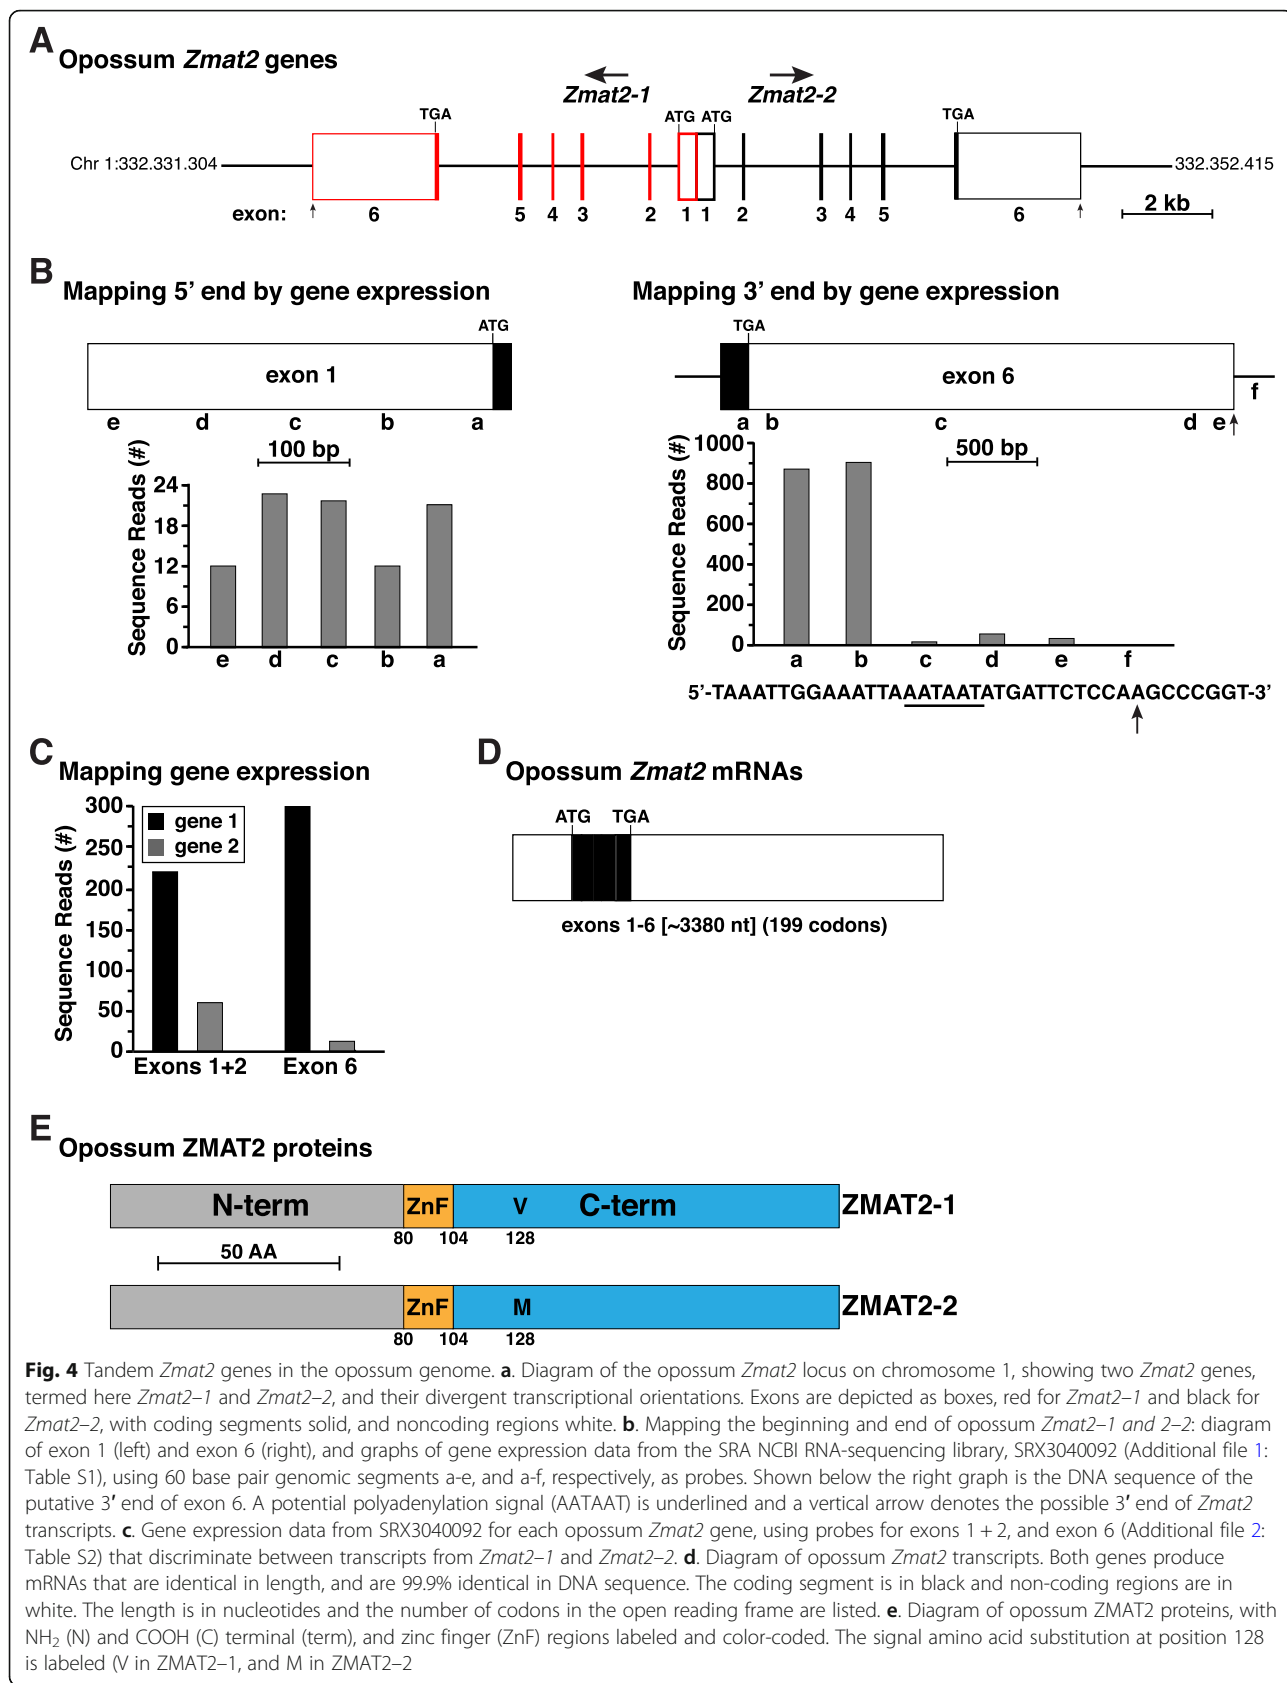 A Opossum Zmat2 genes
Zmat2-1 Zmat2-2
TGA ATG ATG TGA
Chr 1:332.331.304 332.352.415
exon: 6 5 4 3 2 1 1 2 3 4 5 6 2 kb
B
Mapping 5’ end by gene expression Mapping 3’ end by gene expression
ATG TGA
exon 1 exon 6
f
e d c b a a b c d e
100 bp 500 bp
Sequence Reads (#) Sequence Reads (#)
24 18 12 6 0
1000 800 600 400 200 0
e d c b a a b c d e f
5’-TAAATTGGAAATTAAATAATATGATTCTCCAAGCCCGGT-3’
C Mapping gene expression D Opossum Zmat2 mRNAs
Sequence Reads (#)
300 250 200 150 100 50 0
gene 1
gene 2
Exons 1+2 Exon 6
ATG TGA
exons 1-6 [~3380 nt] (199 codons)
E Opossum ZMAT2 proteins
N-term ZnF V C-term ZMAT2-1
80 104 128
50 AA
ZnF M ZMAT2-2
80 104 128
Fig. 4 Tandem Zmat2 genes in the opossum genome. a. Diagram of the opossum Zmat2 locus on chromosome 1, showing two Zmat2 genes,
termed here Zmat2–1 and Zmat2–2, and their divergent transcriptional orientations. Exons are depicted as boxes, red for Zmat2–1 and black for
Zmat2–2, with coding segments solid, and noncoding regions white. b. Mapping the beginning and end of opossum Zmat2–1 and 2–2: diagram
of exon 1 (left) and exon 6 (right), and graphs of gene expression data from the SRA NCBI RNA-sequencing library, SRX3040092 (Additional file 1:
Table S1), using 60 base pair genomic segments a-e, and a-f, respectively, as probes. Shown below the right graph is the DNA sequence of the
putative 3′ end of exon 6. A potential polyadenylation signal (AATAAT) is underlined and a vertical arrow denotes the possible 3′ end of Zmat2
transcripts. c. Gene expression data from SRX3040092 for each opossum Zmat2 gene, using probes for exons 1 + 2, and exon 6 (Additional file 2:
Table S2) that discriminate between transcripts from Zmat2–1 and Zmat2–2. d. Diagram of opossum Zmat2 transcripts. Both genes produce
mRNAs that are identical in length, and are 99.9% identical in DNA sequence. The coding segment is in black and non-coding regions are in
white. The length is in nucleotides and the number of codons in the open reading frame are listed. e. Diagram of opossum ZMAT2 proteins, with
NH2 (N) and COOH (C) terminal (term), and zinc finger (ZnF) regions labeled and color-coded. The signal amino acid substitution at position 128
is labeled (V in ZMAT2–1, and M in ZMAT2–2